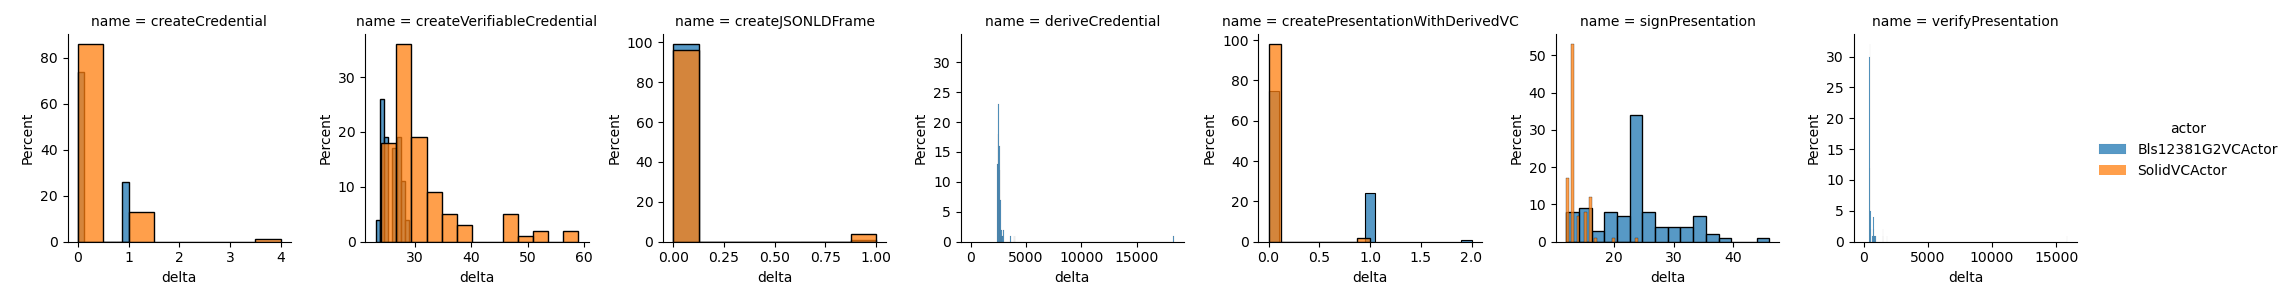 name = createCredential
80
60
40
20
0
Percent
0 1 2 3 4
delta
name = createVerifiableCredential
30
20
10
0
Percent
30 40 50 60
delta
name = createJSONLDFrame
100
80
60
40
20
0
Percent
0.00 0.25 0.50 0.75 1.00
delta
name = deriveCredential
30
25
20
15
10
5
0
Percent
0 5000 10000 15000
delta
name = createPresentationWithDerivedVC
100
80
60
40
20
0
Percent
0.0 0.5 1.0 1.5 2.0
delta
name = signPresentation
50
40
30
20
10
0
Percent
20 30 40
delta
name = verifyPresentation
30
25
20
15
10
5
0
Percent
0 5000 10000 15000
delta
actor
Bls12381G2VCActor
SolidVCActor